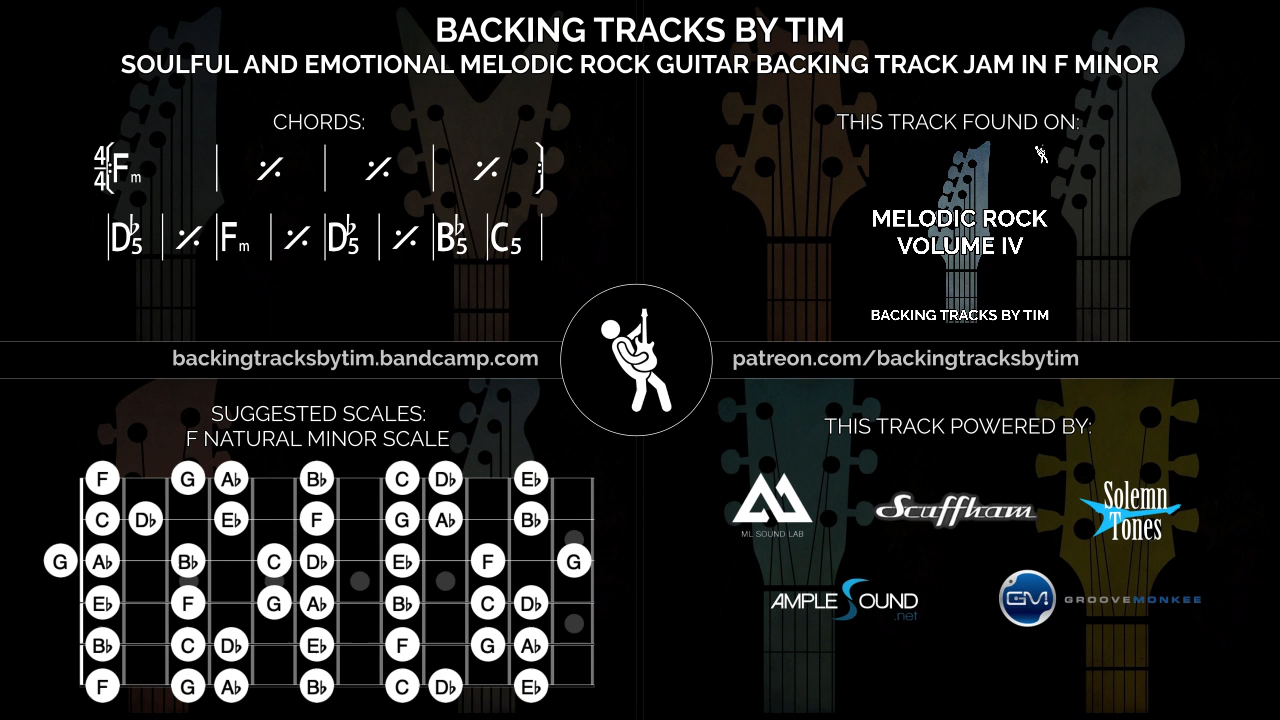 BACKING TRACKS BY TIM
SOULFUL AND EMOTIONAL MELODIC ROCK GUITAR BACKING TRACK JAM IN F MINOR
CHORDS:
4/4 Fm
D♭5 Fm D♭5 B♭5 C5
THIS TRACK FOUND ON:
MELODIC ROCK
VOLUME IV
BACKING TRACKS BY TIM
backingtracksbytim.bandcamp.com
patreon.com/backingtracksbytim
SUGGESTED SCALES:
F NATURAL MINOR SCALE
F G A♭ B♭ C D♭ E♭
C D♭ E♭ F G A♭ B♭
G A♭ B♭ C D♭ E♭ F G
E♭ F G A♭ B♭ C D♭
B♭ C D♭ E♭ F G A♭
F G A♭ B♭ C D♭ E♭
THIS TRACK POWERED BY:
ML SOUND LAB
Scuffham
Solemn
Tones
AMPLE SOUND
.net
GM
GROOVEMONKEE